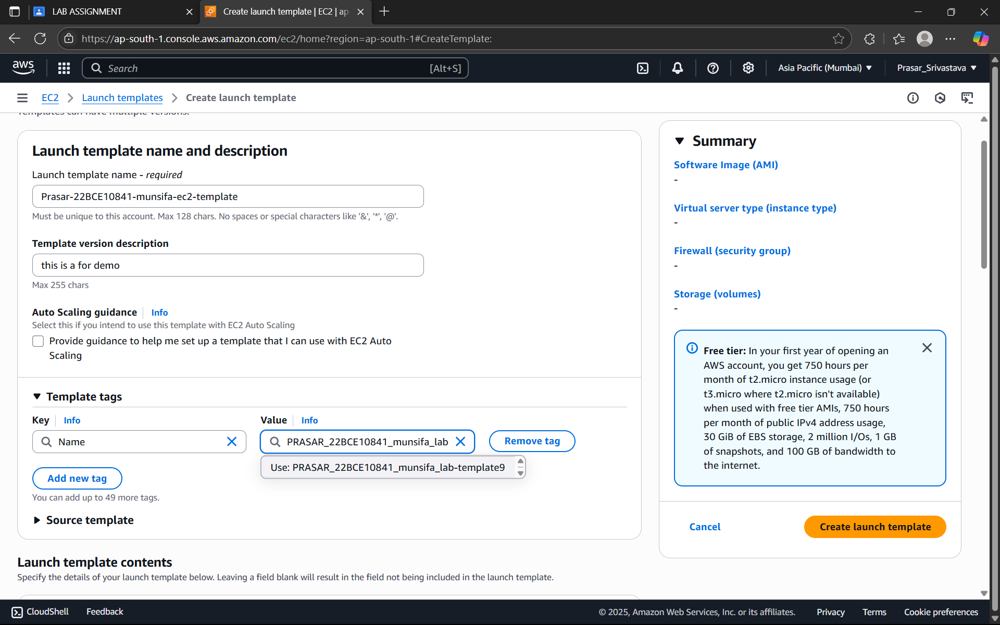 LAB ASSIGNMENT
Create launch template | EC2 | ap-
https://ap-south-1.console.aws.amazon.com/ec2/home?region=ap-south-1#CreateTemplate:
aws
Search
[Alt+S]
Asia Pacific (Mumbai)
Prasar_Srivastava
EC2
Launch templates
Create launch template
Templates can have multiple versions.
Launch template name and description
Launch template name - required
Prasar-22BCE10841-munsifa-ec2-template
Must be unique to this account. Max 128 chars. No spaces or special characters like '&', '*', '@'.
Template version description
this is a for demo
Max 255 chars
Auto Scaling guidance
Info
Select this if you intend to use this template with EC2 Auto Scaling
Provide guidance to help me set up a template that I can use with EC2 Auto
Scaling
Template tags
Key
Info
Value
Info
Name
PRASAR_22BCE10841_munsifa_lab
Remove tag
Use: PRASAR_22BCE10841_munsifa_lab-template9
Add new tag
You can add up to 49 more tags.
Source template
Launch template contents
Specify the details of your launch template below. Leaving a field blank will result in the field not being included in the launch template.
Summary
Software Image (AMI)
-
Virtual server type (instance type)
-
Firewall (security group)
-
Storage (volumes)
-
Free tier: In your first year of opening an
AWS account, you get 750 hours per
month of t2.micro instance usage (or
t3.micro where t2.micro isn't available)
when used with free tier AMIs, 750 hours
per month of public IPv4 address usage,
30 GiB of EBS storage, 2 million I/Os, 1 GB
of snapshots, and 100 GB of bandwidth to
the internet.
Cancel
Create launch template
CloudShell
Feedback
© 2025, Amazon Web Services, Inc. or its affiliates.
Privacy
Terms
Cookie preferences